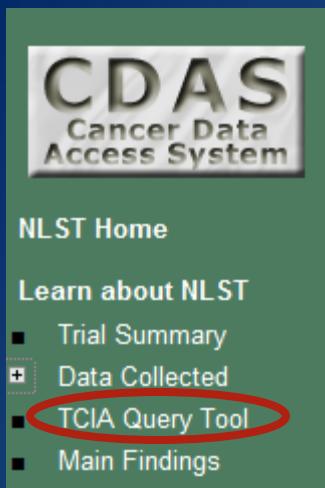 CDAS
Cancer Data
Access System
NLST Home
Learn about NLST
Trial Summary
Data Collected
TCIA Query Tool
Main Findings